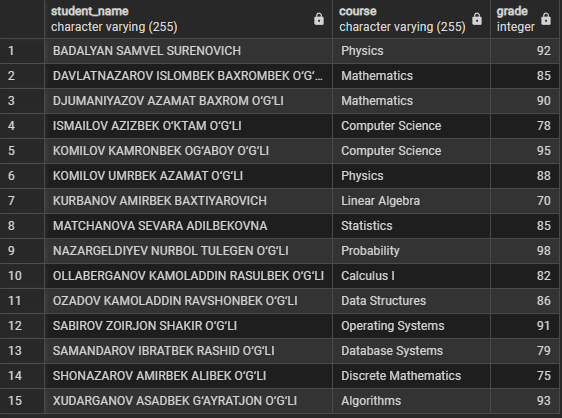 student_name course grade
character varying (255) character varying (255) integer
1 BADALYAN SAMVEL SURENOVICH Physics 92
2 DAVLATNAZAROV ISLOMBEK BAXROMBEK O‘G‘... Mathematics 85
3 DJUMANIYAZOV AZAMAT BAXROM O‘G‘LI Mathematics 90
4 ISMAILOV AZIZBEK O‘KTAM O‘G‘LI Computer Science 78
5 KOMILOV KAMRONBEK OG‘ABOY O‘G‘LI Computer Science 95
6 KOMILOV UMRBEK AZAMAT O‘G‘LI Physics 88
7 KURBANOV AMIRBEK BAXTIYAROVICH Linear Algebra 70
8 MATCHANOVA SEVARA ADILBEKOVNA Statistics 85
9 NAZARGELDIYEV NURBOL TULEGEN O‘G‘LI Probability 98
10 OLLABERGANOV KAMOLADDIN RASULBEK O‘G‘LI Calculus I 82
11 OZADOV KAMOLADDIN RAVSHONBEK O‘G‘LI Data Structures 86
12 SABIROV ZOIRJON SHAKIR O‘G‘LI Operating Systems 91
13 SAMANDAROV IBRATBEK RASHID O‘G‘LI Database Systems 79
14 SHONAZAROV AMIRBEK ALIBEK O‘G‘LI Discrete Mathematics 75
15 XUDARGANOV ASADBEK G‘AYRATJON O‘G‘LI Algorithms 93